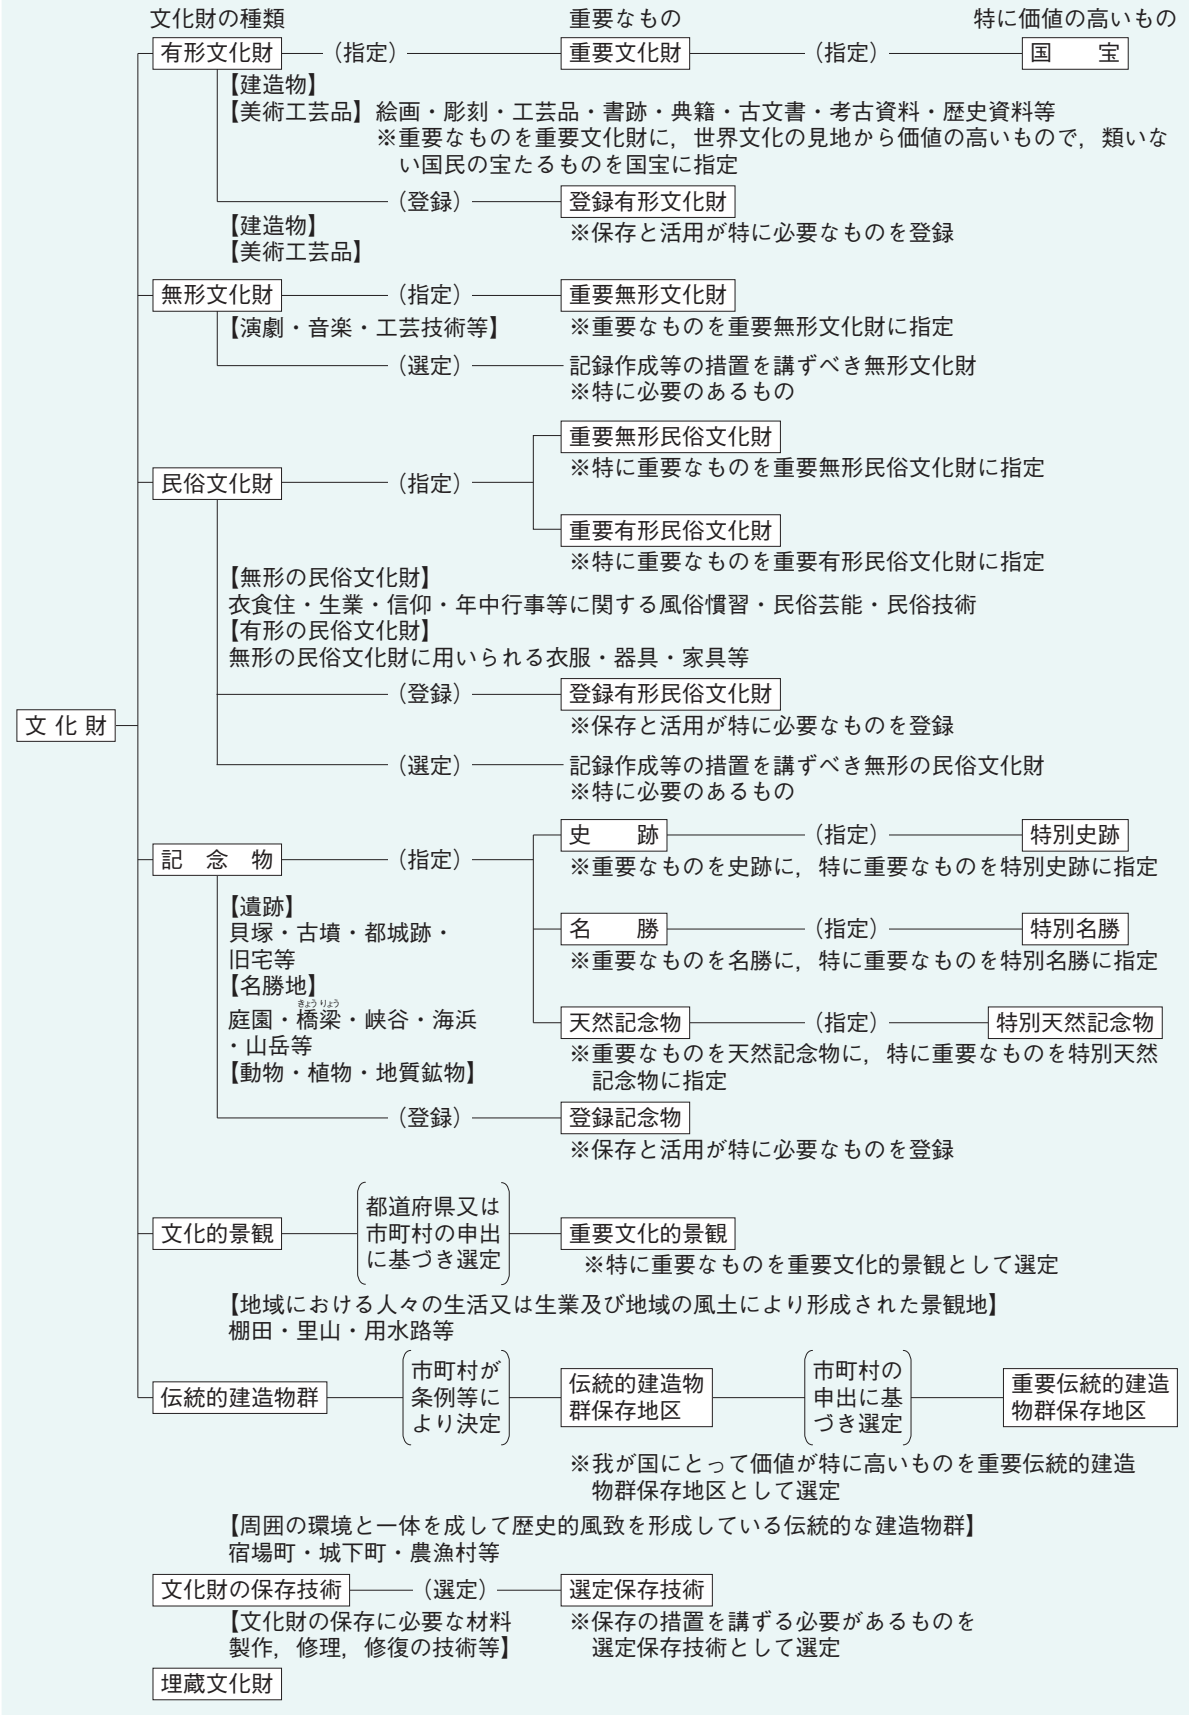 文化財の種類 重要なもの 特に価値の高いもの
有形文化財 （指定） 重要文化財 （指定） 国　宝
【建造物】
【美術工芸品】絵画・彫刻・工芸品・書跡・典籍・古文書・考古資料・歴史資料等
※重要なものを重要文化財に，世界文化の見地から価値の高いもので，類いな
い国民の宝たるものを国宝に指定
（登録） 登録有形文化財
【建造物】
※保存と活用が特に必要なものを登録
【美術工芸品】
無形文化財 （指定） 重要無形文化財
【演劇・音楽・工芸技術等】 ※重要なものを重要無形文化財に指定
（選定） 記録作成等の措置を講ずべき無形文化財
※特に必要のあるもの
重要無形民俗文化財
※特に重要なものを重要無形民俗文化財に指定
民俗文化財 （指定）
重要有形民俗文化財
※特に重要なものを重要有形民俗文化財に指定
【無形の民俗文化財】
衣食住・生業・信仰・年中行事等に関する風俗慣習・民俗芸能・民俗技術
【有形の民俗文化財】
無形の民俗文化財に用いられる衣服・器具・家具等
（登録） 登録有形民俗文化財
文化財
※保存と活用が特に必要なものを登録
（選定） 記録作成等の措置を講ずべき無形の民俗文化財
※特に必要のあるもの
史　跡 （指定） 特別史跡
記念物 （指定）
※重要なものを史跡に，特に重要なものを特別史跡に指定
【遺跡】
貝塚・古墳・都城跡・
旧宅等
名　勝 （指定） 特別名勝
※重要なものを名勝に，特に重要なものを特別名勝に指定
【名勝地】
きょうりょう
庭園・橋梁・峡谷・海浜
・山岳等
天然記念物 （指定） 特別天然記念物
※重要なものを天然記念物に，特に重要なものを特別天然
記念物に指定
【動物・植物・地質鉱物】
（登録） 登録記念物
※保存と活用が特に必要なものを登録
都道府県又は
市町村の申出
に基づき選定
文化的景観 重要文化的景観
※特に重要なものを重要文化的景観として選定
【地域における人々の生活又は生業及び地域の風土により形成された景観地】
棚田・里山・用水路等
伝統的建造物群
市町村が
条例等に
より決定
伝統的建造物
群保存地区
市町村の
申出に基
づき選定
重要伝統的建造
物群保存地区
※我が国にとって価値が特に高いものを重要伝統的建造
物群保存地区として選定
【周囲の環境と一体を成して歴史的風致を形成している伝統的な建造物群】
宿場町・城下町・農漁村等
文化財の保存技術 （選定） 選定保存技術
【文化財の保存に必要な材料
製作，修理，修復の技術等】
※保存の措置を講ずる必要があるものを
選定保存技術として選定
埋蔵文化財